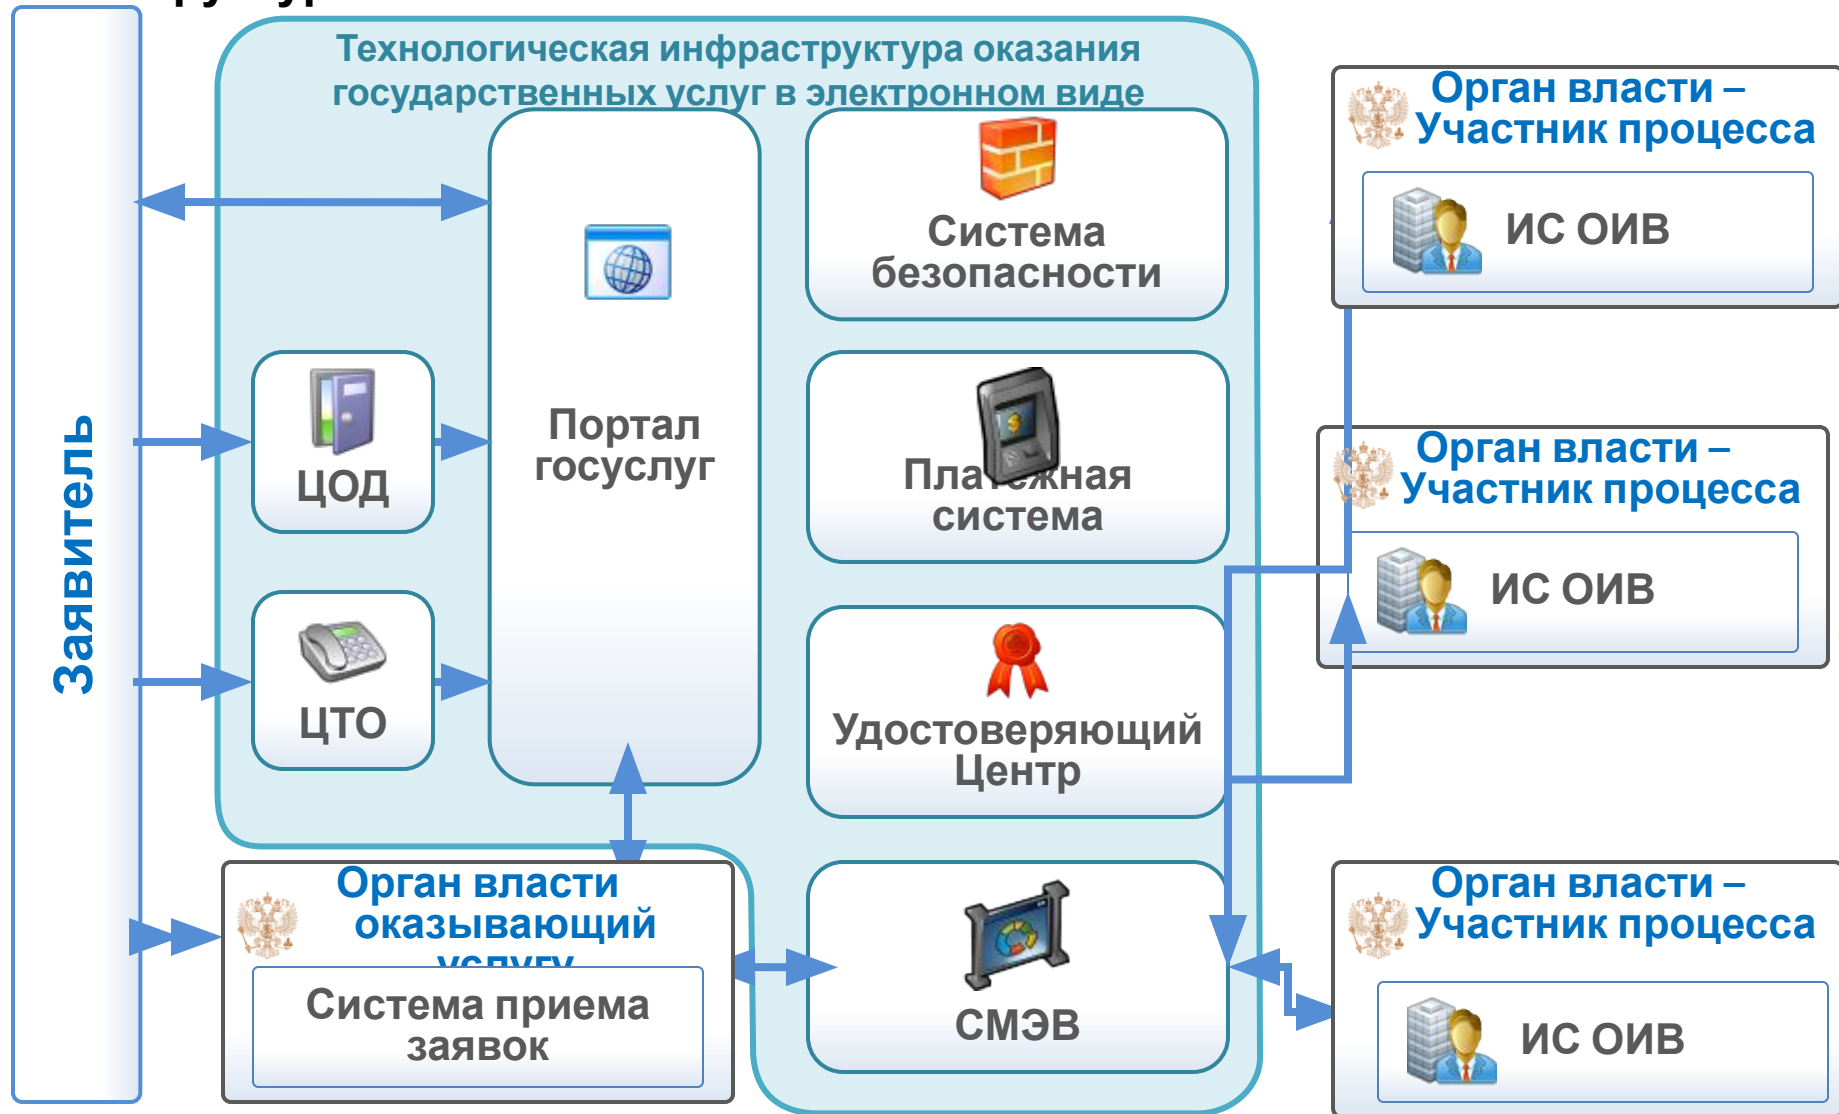 Технологическая инфраструктура оказания
государственных услуг в электронном виде
Заявитель
ЦОД
ЦТО
Портал
госуслуг
Система
безопасности
Платежная
система
Удостоверяющий
Центр
СМЭВ
Орган власти
оказывающий
услугу
Система приема
заявок
Орган власти –
Участник процесса
ИС ОИВ
Орган власти –
Участник процесса
ИС ОИВ
Орган власти –
Участник процесса
ИС ОИВ